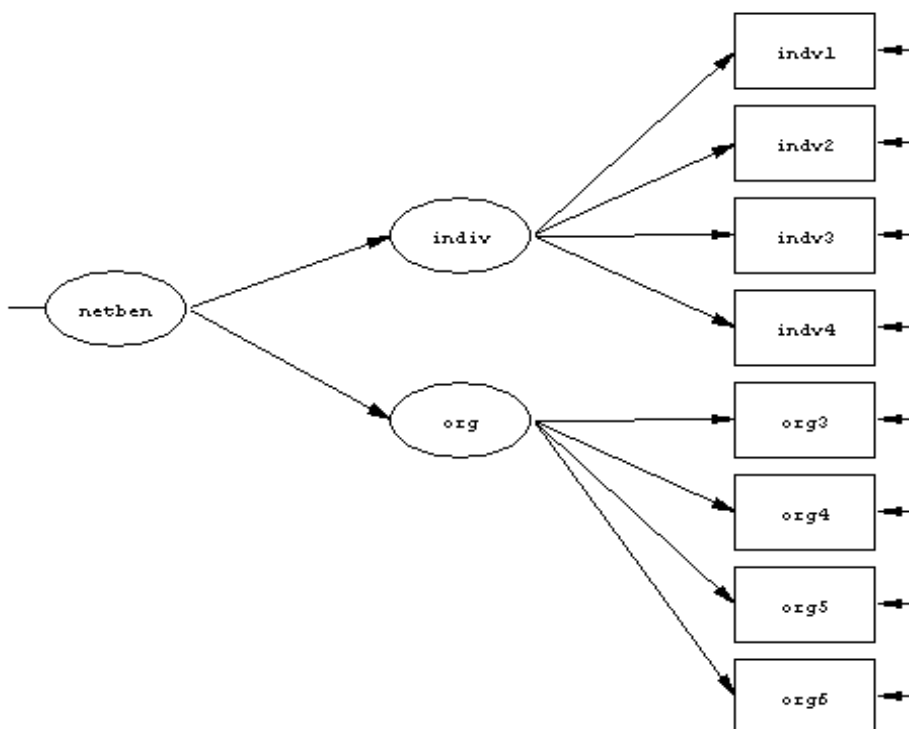 indv1
indv2
indv3
indiv
indv4
netben
org3
org
org4
org5
org6